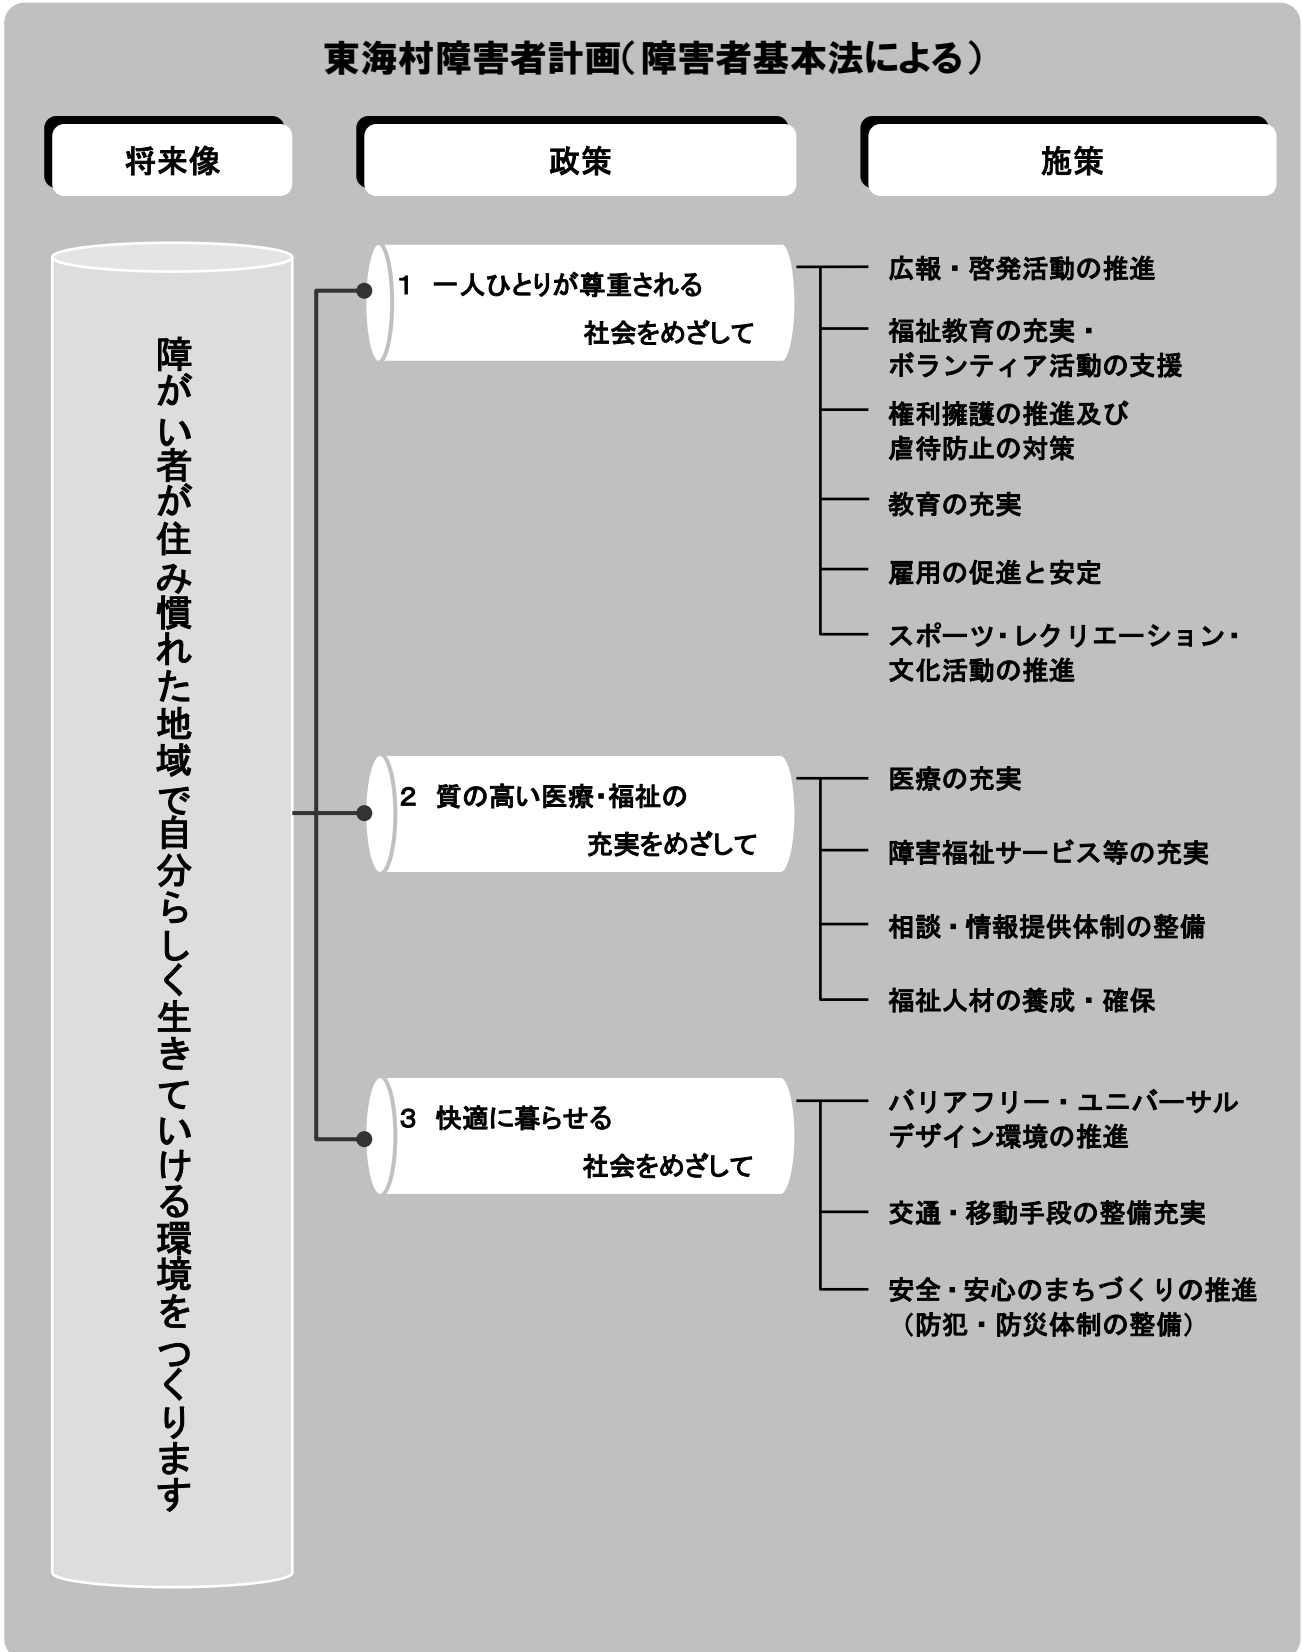 東海村障害者計画（障害者基本法による）
将来像
政策
施策
障がい者が住み慣れた地域で自分らしく生きていける環境をつくります
１　一人ひとりが尊重される
社会をめざして
広報・啓発活動の推進
福祉教育の充実・
ボランティア活動の支援
権利擁護の推進及び
虐待防止の対策
教育の充実
雇用の促進と安定
スポーツ・レクリエーション・
文化活動の推進
２　質の高い医療・福祉の
充実をめざして
医療の充実
障害福祉サービス等の充実
相談・情報提供体制の整備
福祉人材の養成・確保
３　快適に暮らせる
社会をめざして
バリアフリー・ユニバーサル
デザイン環境の推進
交通・移動手段の整備充実
安全・安心のまちづくりの推進
（防犯・防災体制の整備）